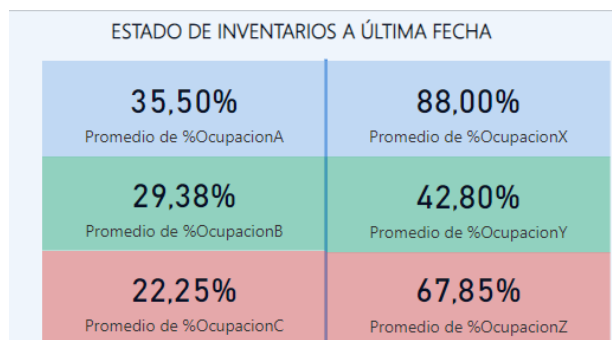 ESTADO DE INVENTARIOS A ÚLTIMA FECHA
35,50%
Promedio de %OcupacionA
88,00%
Promedio de %OcupacionX
29,38%
Promedio de %OcupacionB
42,80%
Promedio de %OcupacionY
22,25%
Promedio de %OcupacionC
67,85%
Promedio de %OcupacionZ